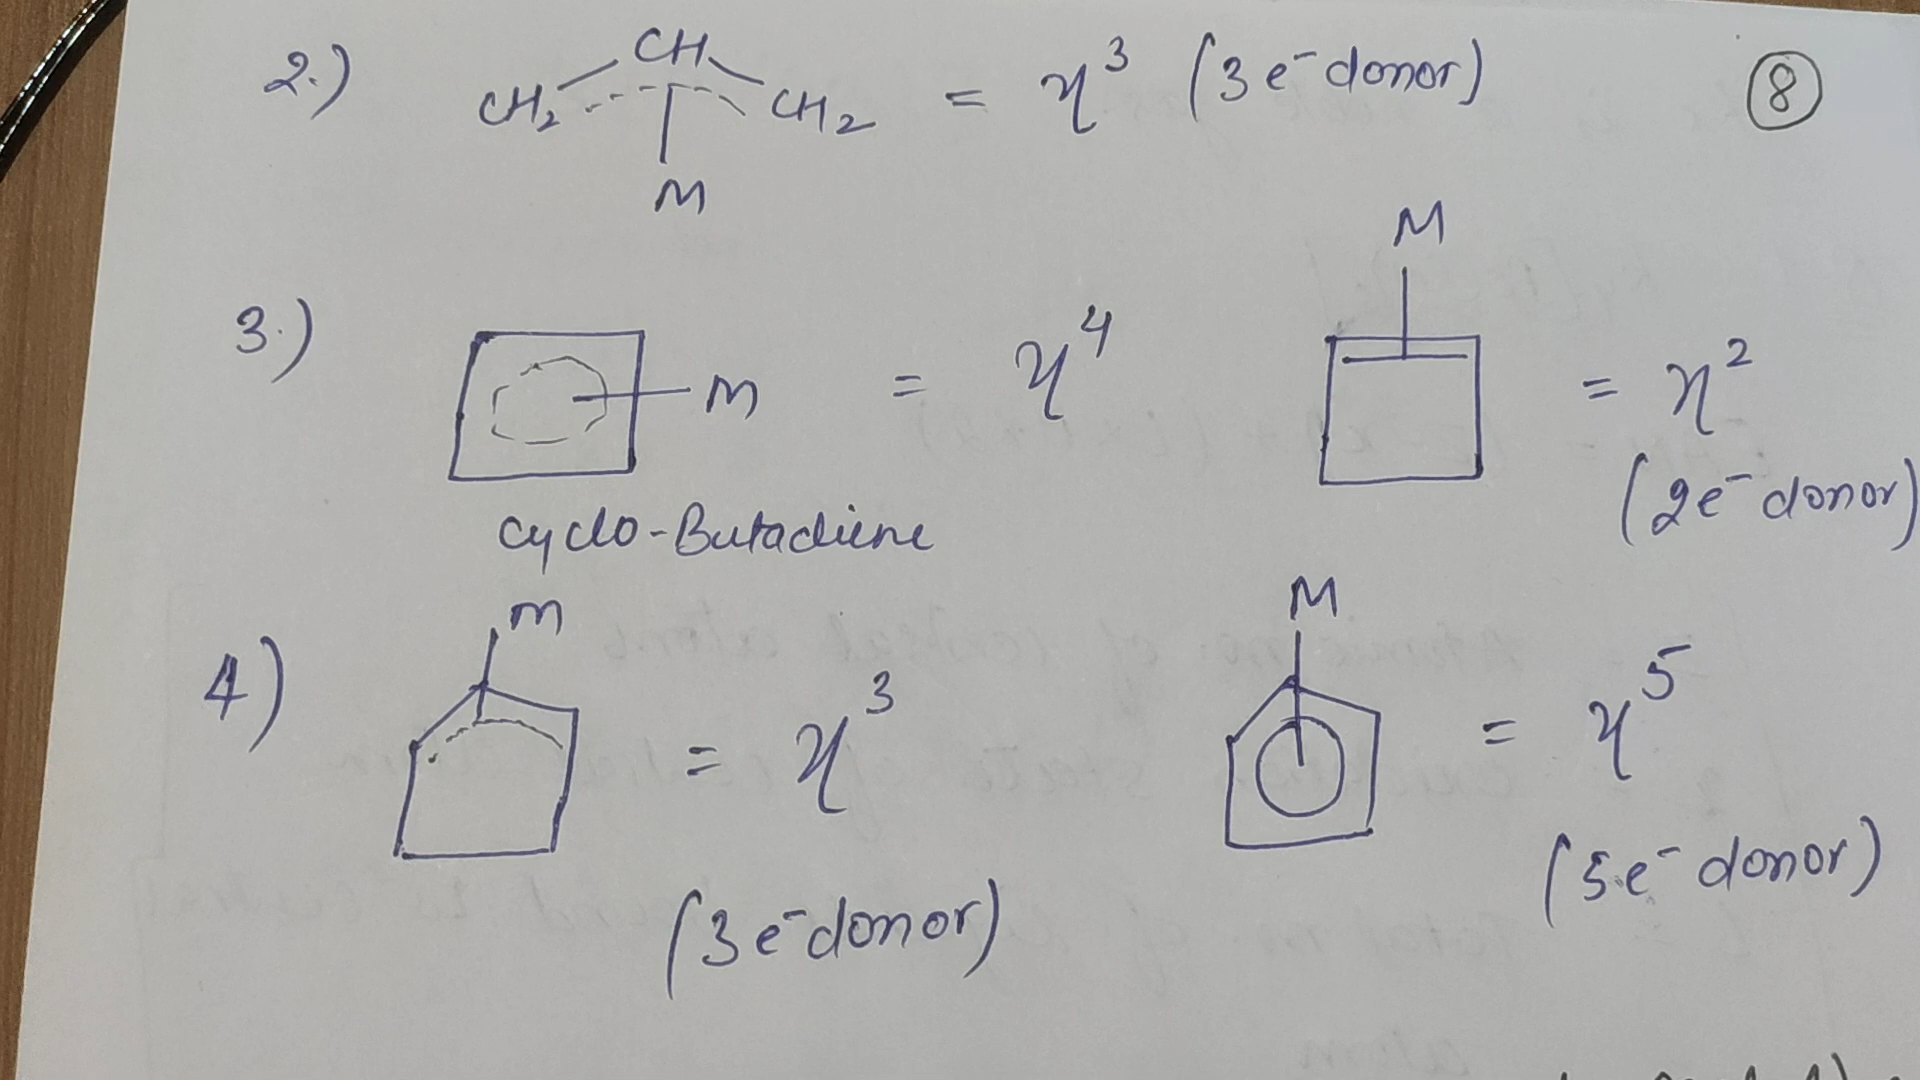 2.) CH₂ CH CH₂ M = η³ (3e⁻ donor) ⑧
3.) M = η⁴ M = η²
(2e⁻ donor)
Cyclo-Butadiene
4) M = η³ M = η⁵
(3e⁻ donor) (5e⁻ donor)